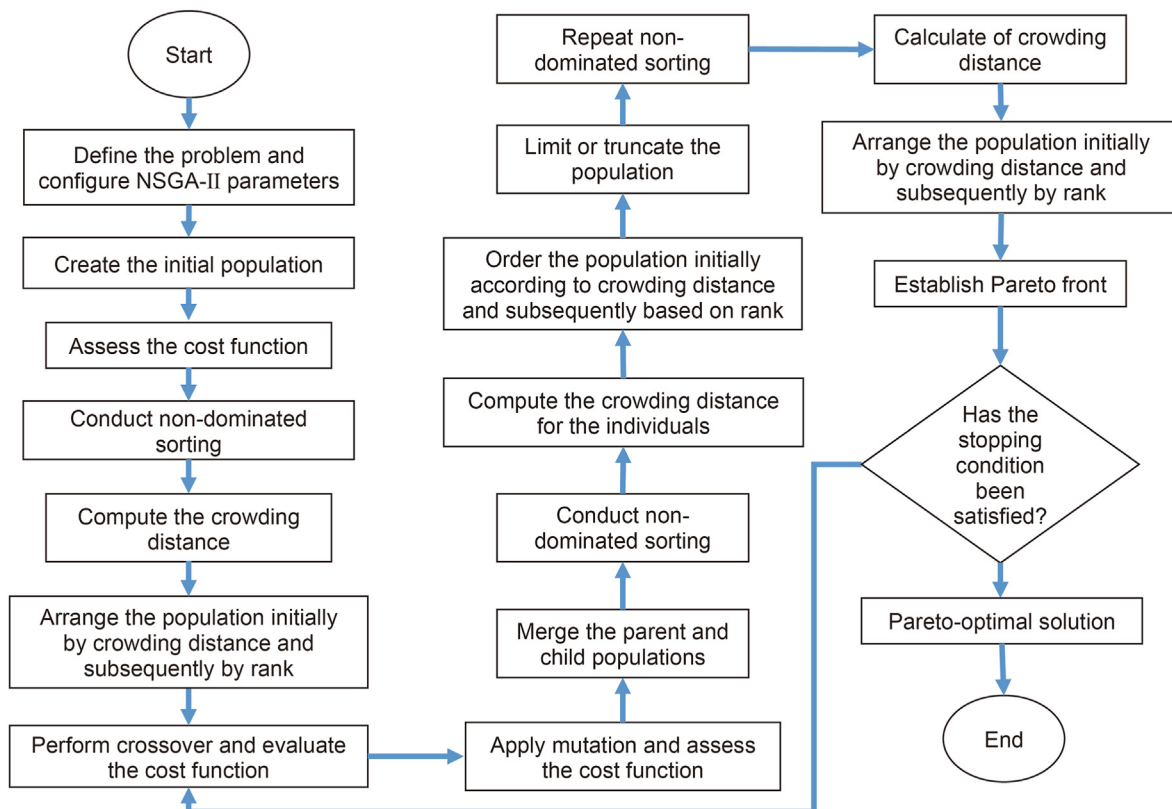 Start
Define the problem and
configure NSGA-II parameters
Create the initial population
Assess the cost function
Conduct non-dominated
sorting
Compute the crowding
distance
Arrange the population initially
by crowding distance and
subsequently by rank
Perform crossover and evaluate
the cost function
Apply mutation and assess
the cost function
Merge the parent and
child populations
Conduct non-
dominated sorting
Compute the crowding distance
for the individuals
Order the population initially
according to crowding distance
and subsequently based on rank
Limit or truncate the
population
Repeat non-
dominated sorting
Calculate of crowding
distance
Arrange the population initially
by crowding distance and
subsequently by rank
Establish Pareto front
Has the
stopping
condition
been
satisfied?
Pareto-optimal solution
End